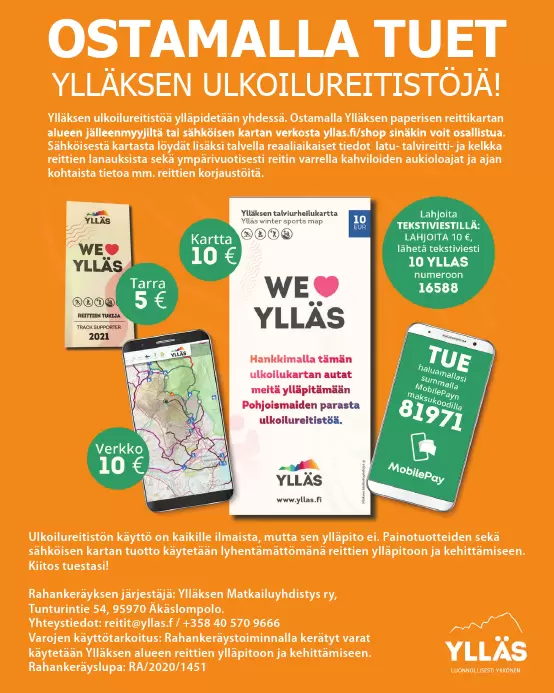 OSTAMALLA TUET
YLLÄKSEN ULKOILUREITISTÖJÄ!
Ylläksen ulkoilureitistöä ylläpidetään yhdessä. Ostamalla Ylläksen paperisen reittikartan
alueen jälleenmyyjiltä tai sähköisen kartan verkosta yllas.fi/shop sinäkin voit osallistua.
Sähköisestä kartasta löydät lisäksi talvella reaaliaikaiset tiedot latu- talvireitti- ja kelkka
reittien lanauksista sekä ympärivuotisesti reitin varrella kahviloiden aukioloajat ja ajan
kohtaista tietoa mm. reittien korjaustöitä.
YLLÄS
WE
YLLÄS
REITTIEN TUKIJA
TRACK SUPPORTER
2021
Tarra
5 €
Kartta
10 €
Verkko
10 €
YLLÄS
Ylläksen talviurheilukartta
Ylläs winter sports map
10
EUR
WE
YLLÄS
Hankkimalla tämän
ulkoilukartan autat
meitä ylläpitämään
Pohjoismaiden parasta
ulkoilureitistöä.
YLLÄS
www.yllas.fi
Lahjoita
TEKSTIVIESTILLÄ:
LAHJOITA 10 €,
lähetä tekstiviesti
10 YLLAS
numeroon
16588
TUE
haluamallasi
summalla
MobilePayn
maksukoodilla
81971
MobilePay
Ulkoilureitistön käyttö on kaikille ilmaista, mutta sen ylläpito ei. Painotuotteiden sekä
sähköisen kartan tuotto käytetään lyhentämättömänä reittien ylläpitoon ja kehittämiseen.
Kiitos tuestasi!
Rahankeräyksen järjestäjä: Ylläksen Matkailuyhdistys ry,
Tunturintie 54, 95970 Äkäslompolo.
Yhteystiedot: reitit@yllas.f / +358 40 570 9666
Varojen käyttötarkoitus: Rahankeräystoiminnalla kerätyt varat
käytetään Ylläksen alueen reittien ylläpitoon ja kehittämiseen.
Rahankeräyslupa: RA/2020/1451
YLLÄS
LUONNOLLISESTI YKKÖNEN